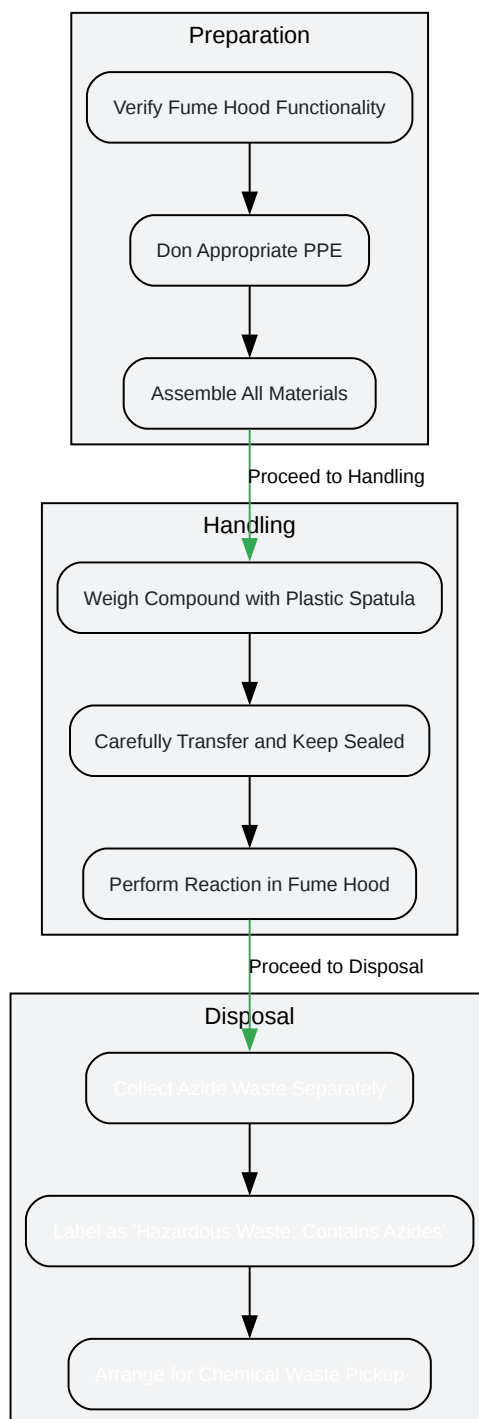 Preparation
Verify Fume Hood Functionality
Don Appropriate PPE
Assemble All Materials
Proceed to Handling
Handling
Weigh Compound with Plastic Spatula
Carefully Transfer and Keep Sealed
Perform Reaction in Fume Hood
Proceed to Disposal
Disposal
Collect Azide Waste Separately
Label as 'Hazardous Waste: Contains Azides'
Arrange for Chemical Waste Pickup